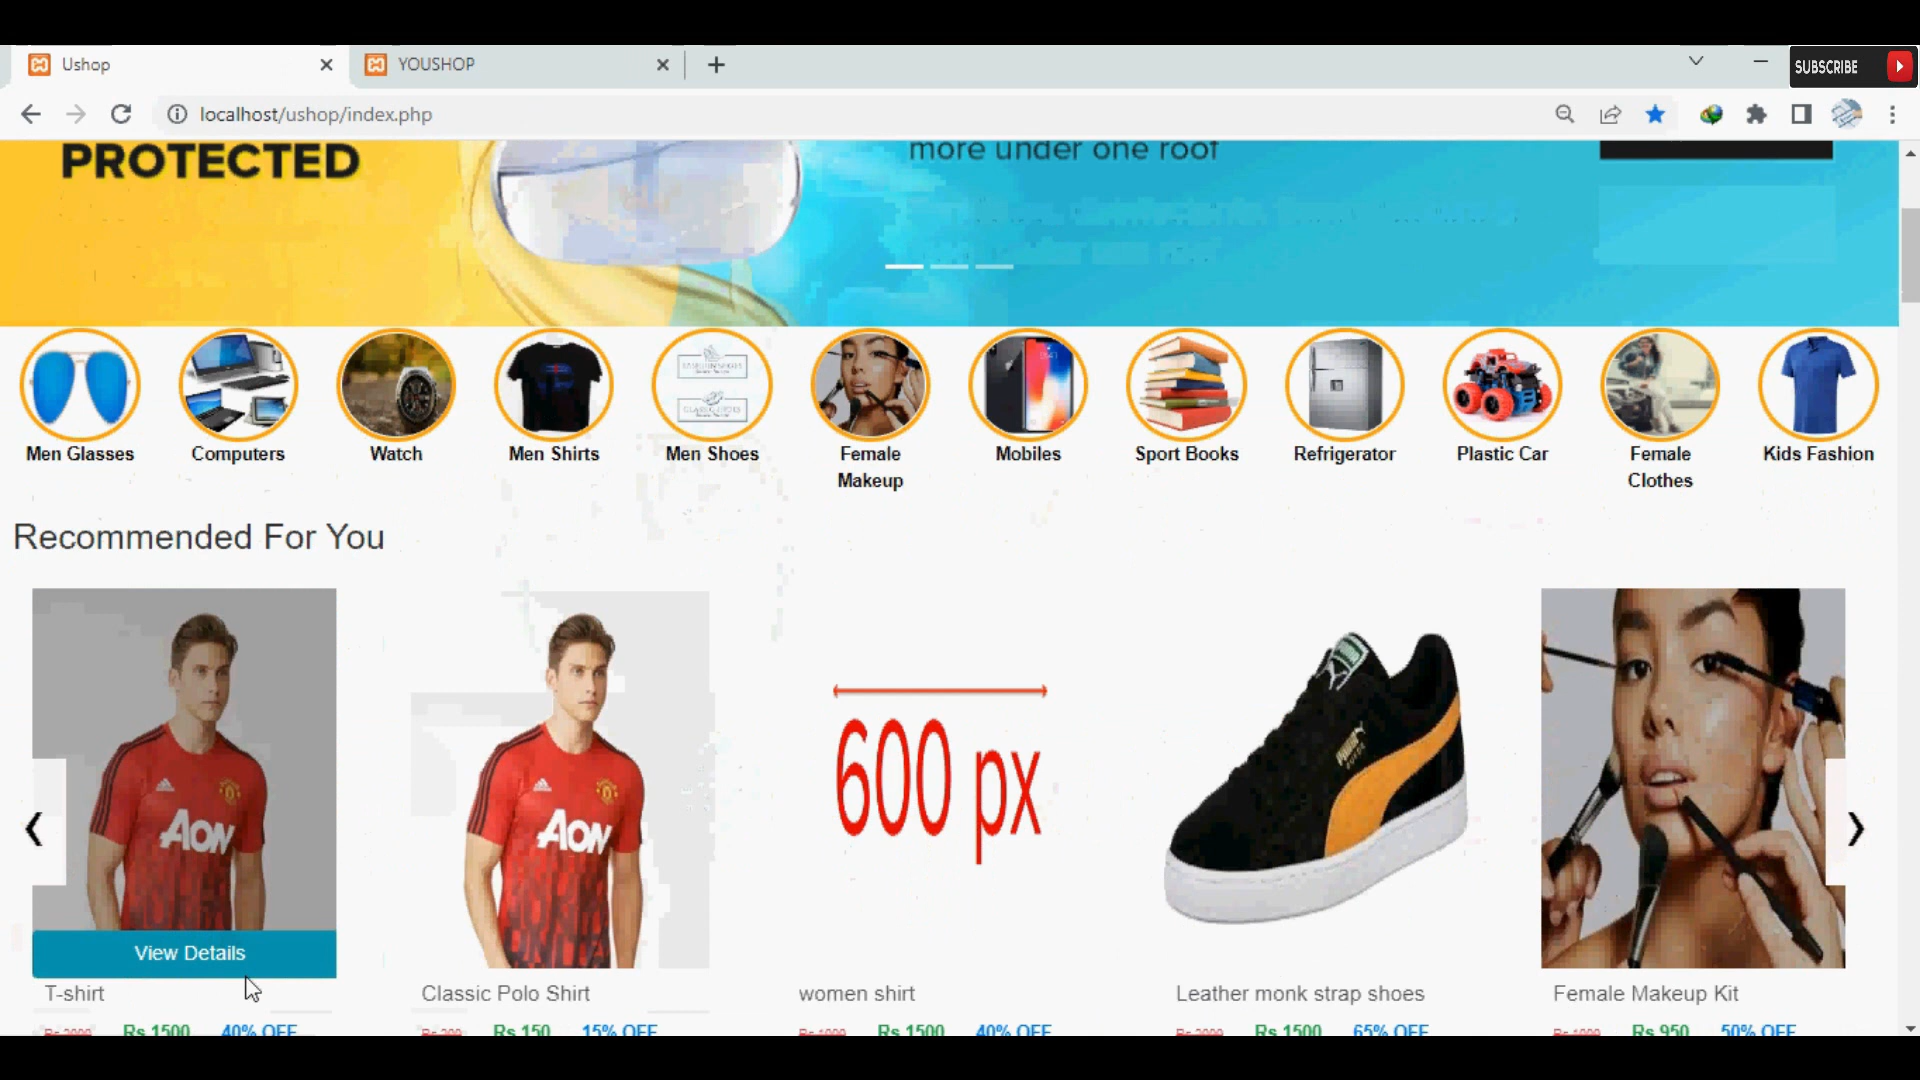 Ushop
YOUSHOP
SUBSCRIBE
localhost/ushop/index.php
PROTECTED
more under one roof
Men Glasses
Computers
Watch
Men Shirts
Men Shoes
Female
Makeup
Mobiles
Sport Books
Refrigerator
Plastic Car
Female
Clothes
Kids Fashion
Recommended For You
AON
AON
600 px
View Details
T-shirt
Classic Polo Shirt
women shirt
Leather monk strap shoes
Female Makeup Kit
Rs 1500 40% OFF
Rs 150 15% OFF
Rs 1500 40% OFF
Rs 1500 65% OFF
Rs 950 50% OFF